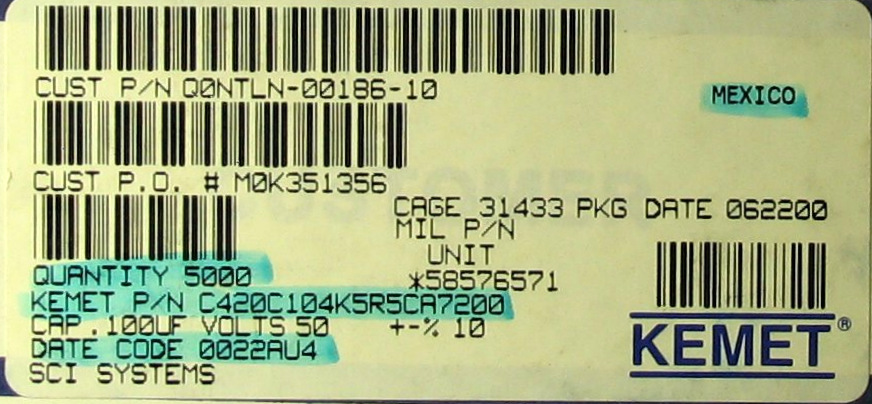 CUST P/N Q0NTLN-00186-10
MEXICO
CUST P.O. # M0K351356
CAGE 31433 PKG DATE 062200
MIL P/N
UNIT
QUANTITY 5000
*58576571
KEMET P/N C420C104K5R5CA7200
CAP .100UF VOLTS 50 +-% 10
DATE CODE 0022AU4
SCI SYSTEMS
KEMET®
CUSTOMER